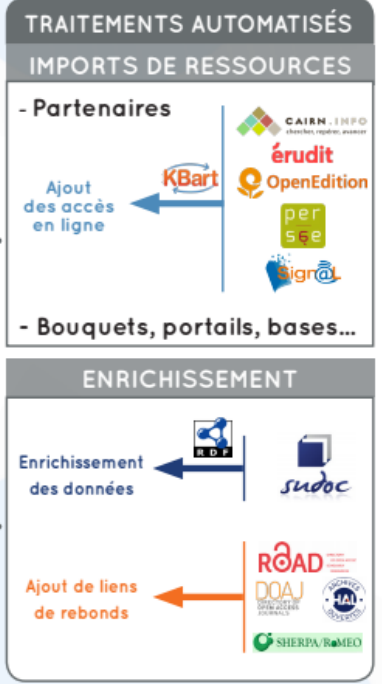 TRAITEMENTS AUTOMATISÉS
IMPORTS DE RESSOURCES
- Partenaires
CAIRN.INFO
chercher, repérer, avancer
érudit
KBart
OpenEdition
Ajout
des accès
en ligne
per
sée
Sign@L
- Bouquets, portails, bases...
ENRICHISSEMENT
RDF
Enrichissement
des données
sudoc
ROAD
DOAJ
DIRECTORY OF
OPEN ACCESS
JOURNALS
ARCHIVES
HAL
OUVERTES
Ajout de liens
de rebonds
SHERPA/RoMEO